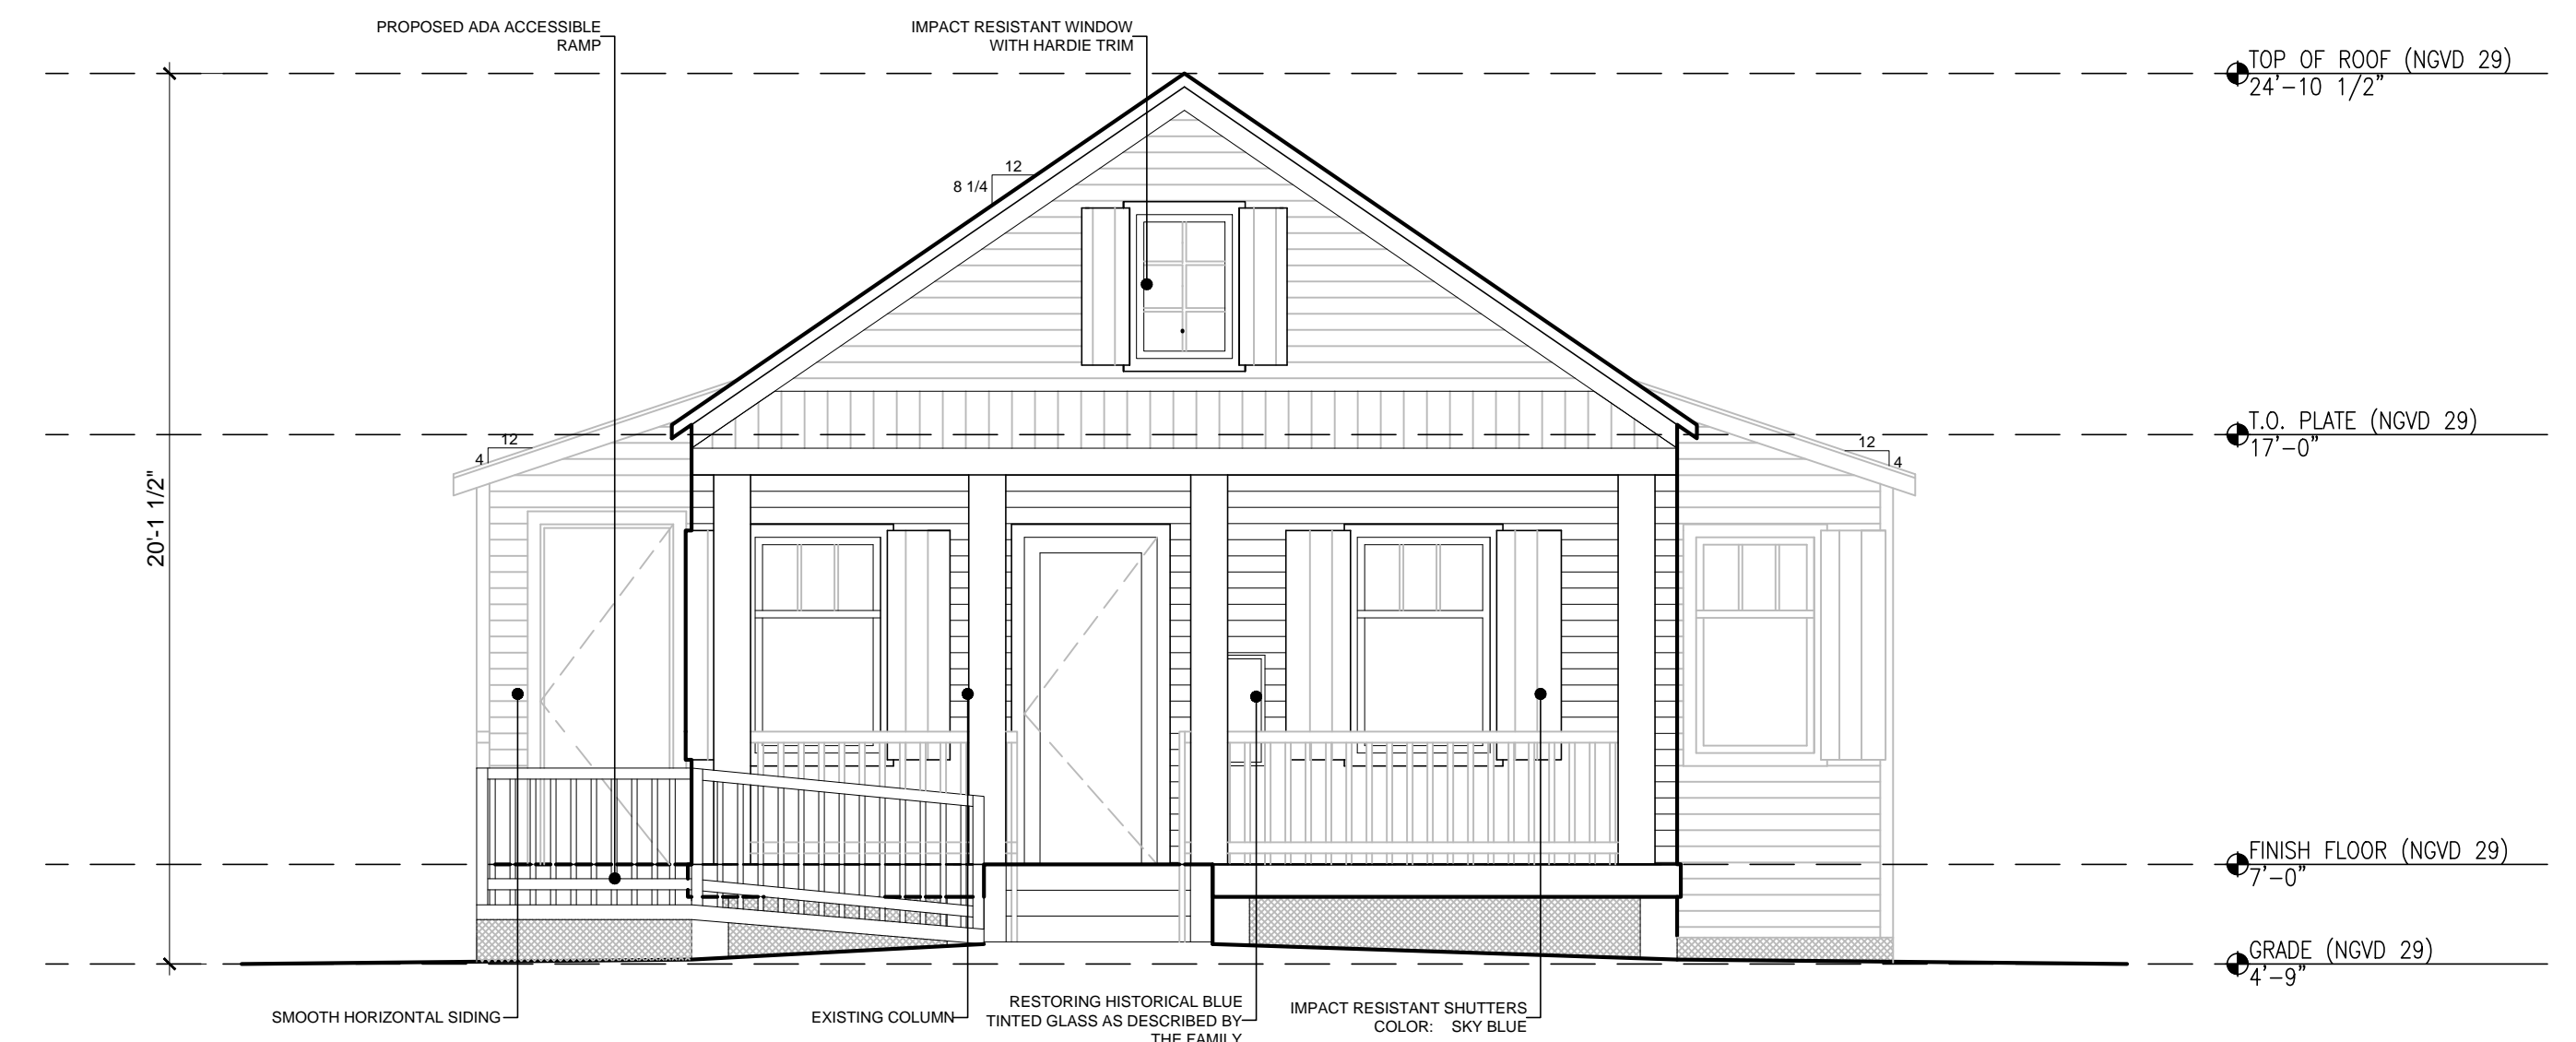 PROPOSED ADA ACCESSIBLE
RAMP
IMPACT RESISTANT WINDOW
WITH HARDIE TRIM
TOP OF ROOF (NGVD 29)
24'-10 1/2"
12
8 1/4
T.O. PLATE (NGVD 29)
17'-0"
12
4
12
4
20'-1 1/2"
FINISH FLOOR (NGVD 29)
7'-0"
GRADE (NGVD 29)
4'-9"
SMOOTH HORIZONTAL SIDING
EXISTING COLUMN
RESTORING HISTORICAL BLUE
TINTED GLASS AS DESCRIBED BY
THE FAMILY
IMPACT RESISTANT SHUTTERS
COLOR: SKY BLUE